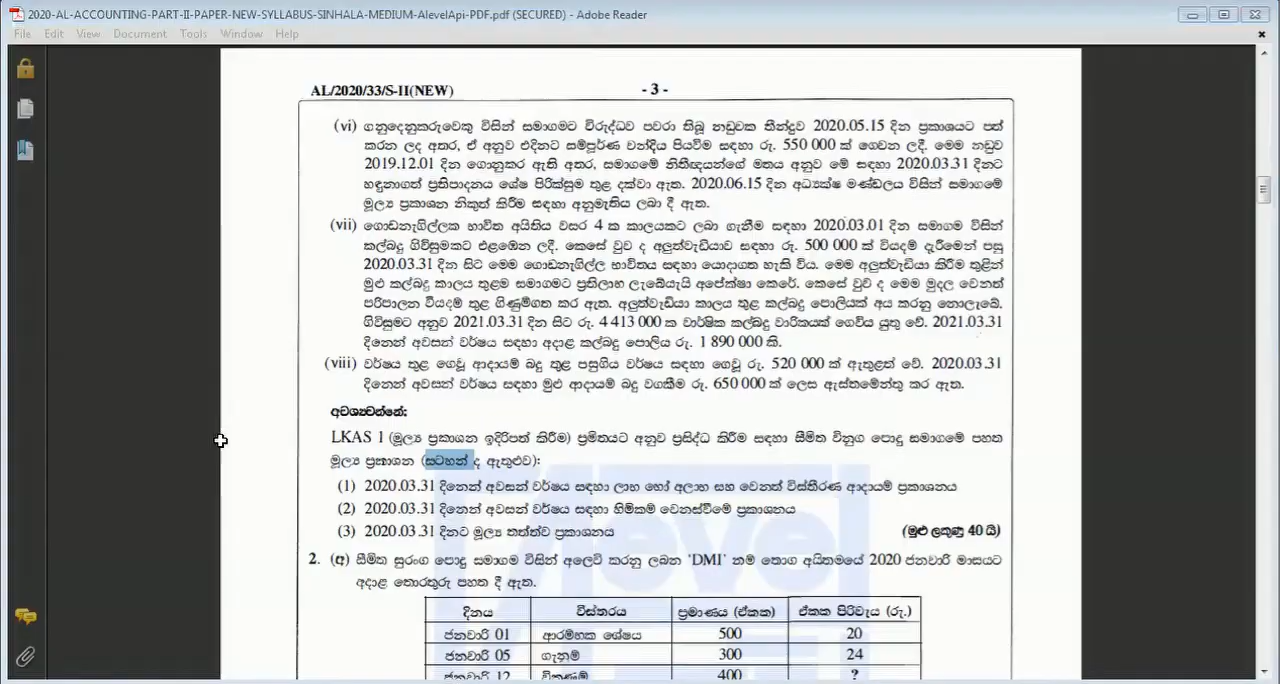 2020-AL-ACCOUNTING-PART-II-PAPER-NEW-SYLLABUS-SINHALA-MEDIUM-AlevelApi-PDF.pdf (SECURED) - Adobe Reader
File Edit View Document Tools Window Help
AL/2020/33/S-II(NEW)
- 3 -
(vi) ගනුදෙනුකරුවෙකු විසින් සමාගමට විරුද්ධව පවරා තිබූ නඩුවක තීන්දුව 2020.05.15 දින ප්‍රකාශයට පත්
කරන ලද අතර, ඒ අනුව එදිනට සම්පූර්ණ වන්දිය පියවීම සඳහා රු. 550 000 ක් ගෙවන ලදී. මෙම නඩුව
2019.12.01 දින ගොනුකර ඇති අතර, සමාගමේ නීතිඥයන්ගේ මතය අනුව මේ සඳහා 2020.03.31 දිනට
හඳුනාගත් ප්‍රතිපාදනය ශේෂ පිරික්සුම තුළ දක්වා ඇත. 2020.06.15 දින අධ්‍යක්ෂ මණ්ඩලය විසින් සමාගමේ
මූල්‍ය ප්‍රකාශන නිකුත් කිරීම සඳහා අනුමැතිය ලබා දී ඇත.
(vii) ගොඩනැගිල්ලක භාවිත අයිතිය වසර 4 ක කාලයකට ලබා ගැනීම සඳහා 2020.03.01 දින සමාගම විසින්
කල්බදු ගිවිසුමකට එළඹෙන ලදී. කෙසේ වුව ද අලුත්වැඩියාව සඳහා රු. 500 000 ක් වියදම් දැරීමෙන් පසු
2020.03.31 දින සිට මෙම ගොඩනැගිල්ල භාවිතය සඳහා යොදාගත හැකි විය. මෙම අලුත්වැඩියා කිරීම තුළින්
මුළු කල්බදු කාලය තුළම සමාගමට ප්‍රතිලාභ ලැබේයැයි අපේක්ෂා කෙරේ. කෙසේ වුව ද මෙම මුදල වෙනත්
පරිපාලන වියදම් තුළ ගිණුම්ගත කර ඇත. අලුත්වැඩියා කාලය තුළ කල්බදු පොලියක් අය කරනු නොලැබේ.
ගිවිසුමට අනුව 2021.03.31 දින සිට රු. 4 413 000 ක වාර්ෂික කල්බදු වාරිකයක් ගෙවිය යුතු වේ. 2021.03.31
දිනෙන් අවසන් වර්ෂය සඳහා අදාළ කල්බදු පොලිය රු. 1 890 000 කි.
(viii) වර්ෂය තුළ ගෙවූ ආදායම් බදු තුළ පසුගිය වර්ෂය සඳහා ගෙවූ රු. 520 000 ක් ඇතුළත් වේ. 2020.03.31
දිනෙන් අවසන් වර්ෂය සඳහා මුළු ආදායම් බදු වගකීම රු. 650 000 ක් ලෙස ඇස්තමේන්තු කර ඇත.
අවශ්‍යවන්නේ:
LKAS 1 (මූල්‍ය ප්‍රකාශන ඉදිරිපත් කිරීම) ප්‍රමිතයට අනුව ප්‍රසිද්ධ කිරීම සඳහා සීමිත විනුග පොදු සමාගමේ පහත
මූල්‍ය ප්‍රකාශන (සටහන් ද ඇතුළුව):
(1) 2020.03.31 දිනෙන් අවසන් වර්ෂය සඳහා ලාභ හෝ අලාභ සහ වෙනත් විස්තීරණ ආදායම් ප්‍රකාශනය
(2) 2020.03.31 දිනෙන් අවසන් වර්ෂය සඳහා හිමිකම් වෙනස්වීමේ ප්‍රකාශනය
(3) 2020.03.31 දිනට මූල්‍ය තත්ත්ව ප්‍රකාශනය (මුළු ලකුණු 40 යි)
2. (අ) සීමිත සුරංග පොදු සමාගම විසින් අලෙවි කරනු ලබන 'DMI' නම් තොග අයිතමයේ 2020 ජනවාරි මාසයට
අදාළ තොරතුරු පහත දී ඇත.
දිනය විස්තරය ප්‍රමාණය (ඒකක) ඒකක පිරිවැය (රු.)
ජනවාරි 01 ආරම්භක ශේෂය 500 20
ජනවාරි 05 ගැනුම් 300 24
ජනවාරි 12 විකුණුම් 400 ?
Alevel